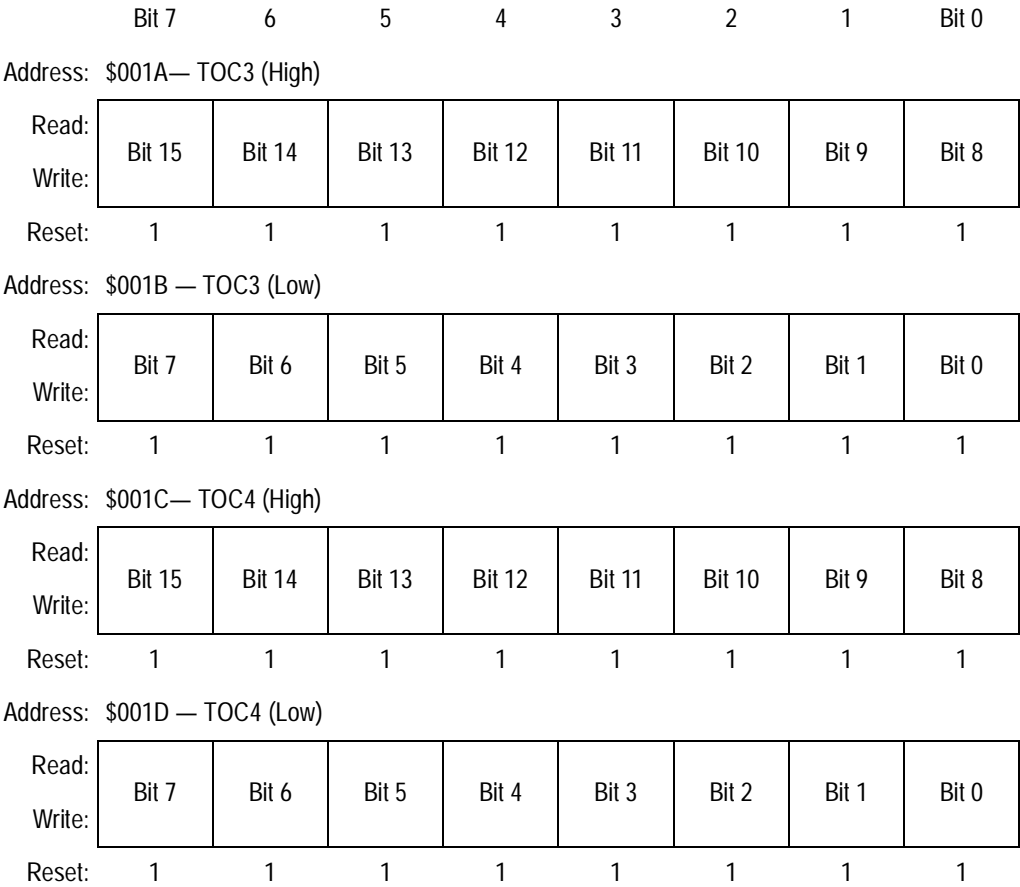 Bit 7 6 5 4 3 2 1 Bit 0
Address: $001A— TOC3 (High)
Read:
Bit 15 Bit 14 Bit 13 Bit 12 Bit 11 Bit 10 Bit 9 Bit 8
Write:
Reset: 1 1 1 1 1 1 1 1
Address: $001B — TOC3 (Low)
Read:
Bit 7 Bit 6 Bit 5 Bit 4 Bit 3 Bit 2 Bit 1 Bit 0
Write:
Reset: 1 1 1 1 1 1 1 1
Address: $001C— TOC4 (High)
Read:
Bit 15 Bit 14 Bit 13 Bit 12 Bit 11 Bit 10 Bit 9 Bit 8
Write:
Reset: 1 1 1 1 1 1 1 1
Address: $001D — TOC4 (Low)
Read:
Bit 7 Bit 6 Bit 5 Bit 4 Bit 3 Bit 2 Bit 1 Bit 0
Write:
Reset: 1 1 1 1 1 1 1 1